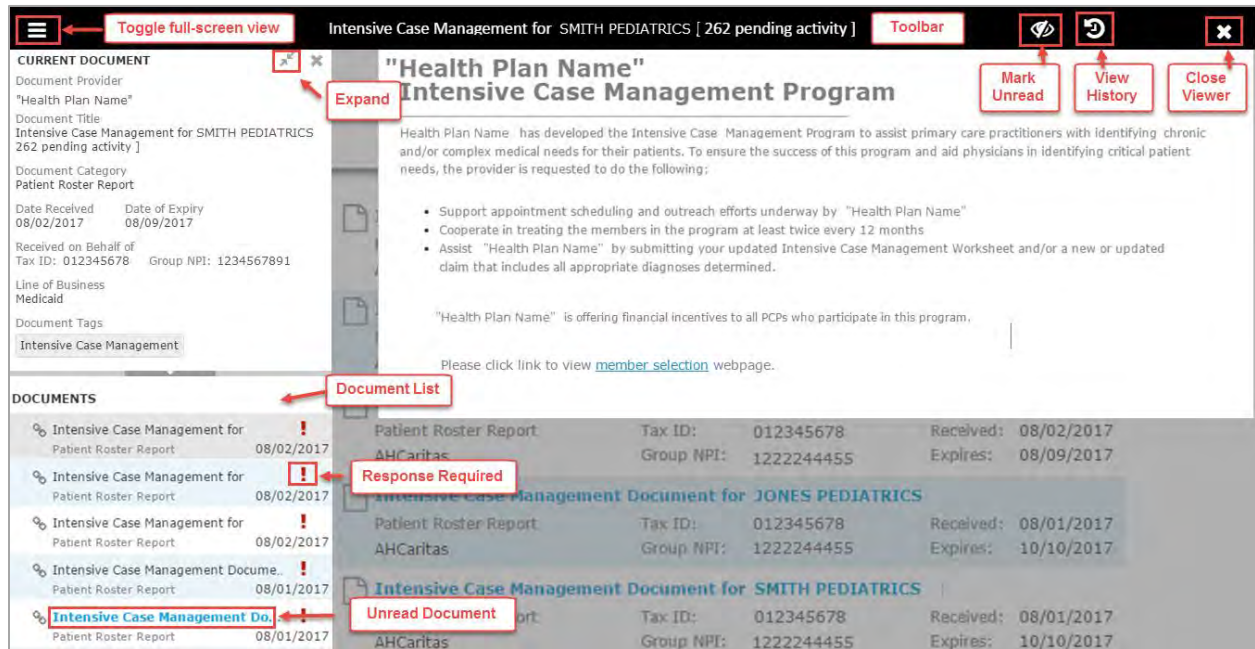 Toggle full-screen view
Intensive Case Management for SMITH PEDIATRICS [ 262 pending activity ]
Toolbar
CURRENT DOCUMENT
Document Provider
"Health Plan Name"
Document Title
Intensive Case Management for SMITH PEDIATRICS
262 pending activity ]
Document Category
Patient Roster Report
Date Received Date of Expiry
08/02/2017 08/09/2017
Received on Behalf of
Tax ID: 012345678 Group NPI: 1234567891
Line of Business
Medicaid
Document Tags
Intensive Case Management
Expand
Mark Unread
View History
Close Viewer
"Health Plan Name"
Intensive Case Management Program
Health Plan Name has developed the Intensive Case Management Program to assist primary care practitioners with identifying chronic
and/or complex medical needs for their patients. To ensure the success of this program and aid physicians in identifying critical patient
needs, the provider is requested to do the following:
• Support appointment scheduling and outreach efforts underway by "Health Plan Name"
• Cooperate in treating the members in the program at least twice every 12 months
• Assist "Health Plan Name" by submitting your updated Intensive Case Management Worksheet and/or a new or updated
claim that includes all appropriate diagnoses determined.
"Health Plan Name" is offering financial incentives to all PCPs who participate in this program.
Please click link to view member selection webpage.
DOCUMENTS
Document List
Intensive Case Management for !
Patient Roster Report 08/02/2017
Intensive Case Management for !
Patient Roster Report 08/02/2017
Response Required
Intensive Case Management for !
Patient Roster Report 08/02/2017
Intensive Case Management Docume.. !
Patient Roster Report 08/01/2017
Intensive Case Management Do.. !
Patient Roster Report 08/01/2017
Unread Document
Patient Roster Report Tax ID: 012345678 Received: 08/02/2017
AHCaritas Group NPI: 1222244455 Expires: 08/09/2017
Intensive Case Management Document for JONES PEDIATRICS
Patient Roster Report Tax ID: 012345678 Received: 08/01/2017
AHCaritas Group NPI: 1222244455 Expires: 10/10/2017
Intensive Case Management Document for SMITH PEDIATRICS
ort Tax ID: 012345678 Received: 08/01/2017
AHCaritas Group NPI: 1222244455 Expires: 10/10/2017